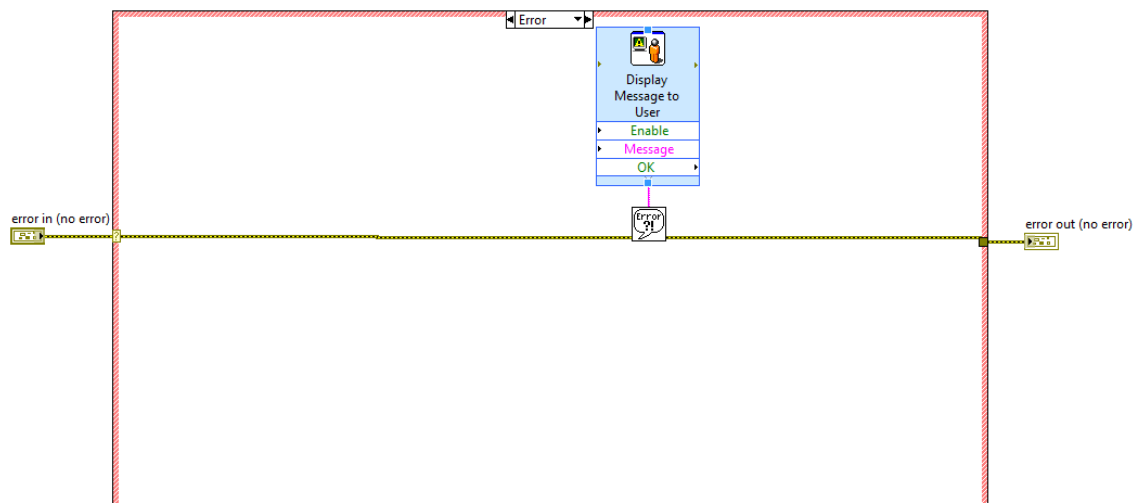 Error
Display
Message to
User
Enable
Message
OK
error in (no error)
?
Error
?!
error out (no error)